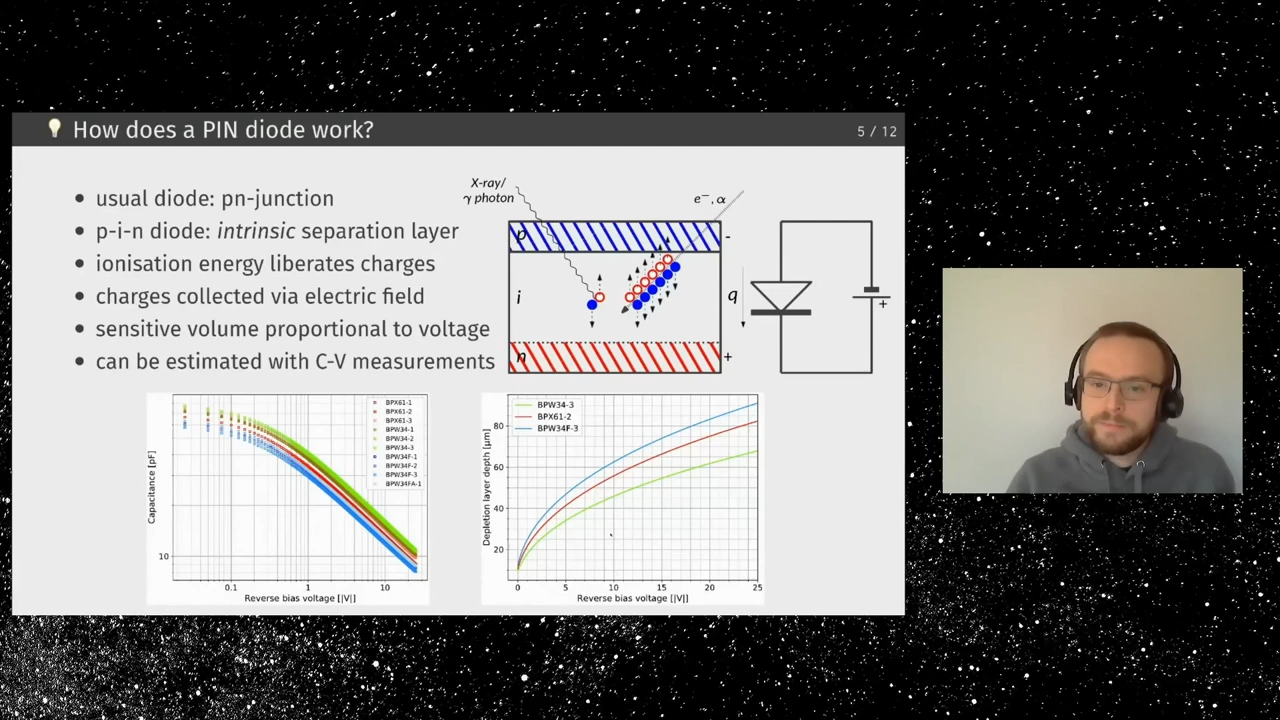 How does a PIN diode work?
5 / 12
• usual diode: pn-junction
• p-i-n diode: intrinsic separation layer
• ionisation energy liberates charges
• charges collected via electric field
• sensitive volume proportional to voltage
• can be estimated with C-V measurements
X-ray/
γ photon
e⁻, α
p
-
i
q
+
n
+
Capacitance [pF]
10
BPX61-1
BPX61-2
BPX61-3
BPW34-1
BPW34-2
BPW34-3
BPW34F-1
BPW34F-2
BPW34F-3
BPW34FA-1
0.1 1 10
Reverse bias voltage [|V|]
Depletion layer depth [μm]
80
60
40
20
BPW34-3
BPX61-2
BPW34F-3
0 5 10 15 20 25
Reverse bias voltage [|V|]